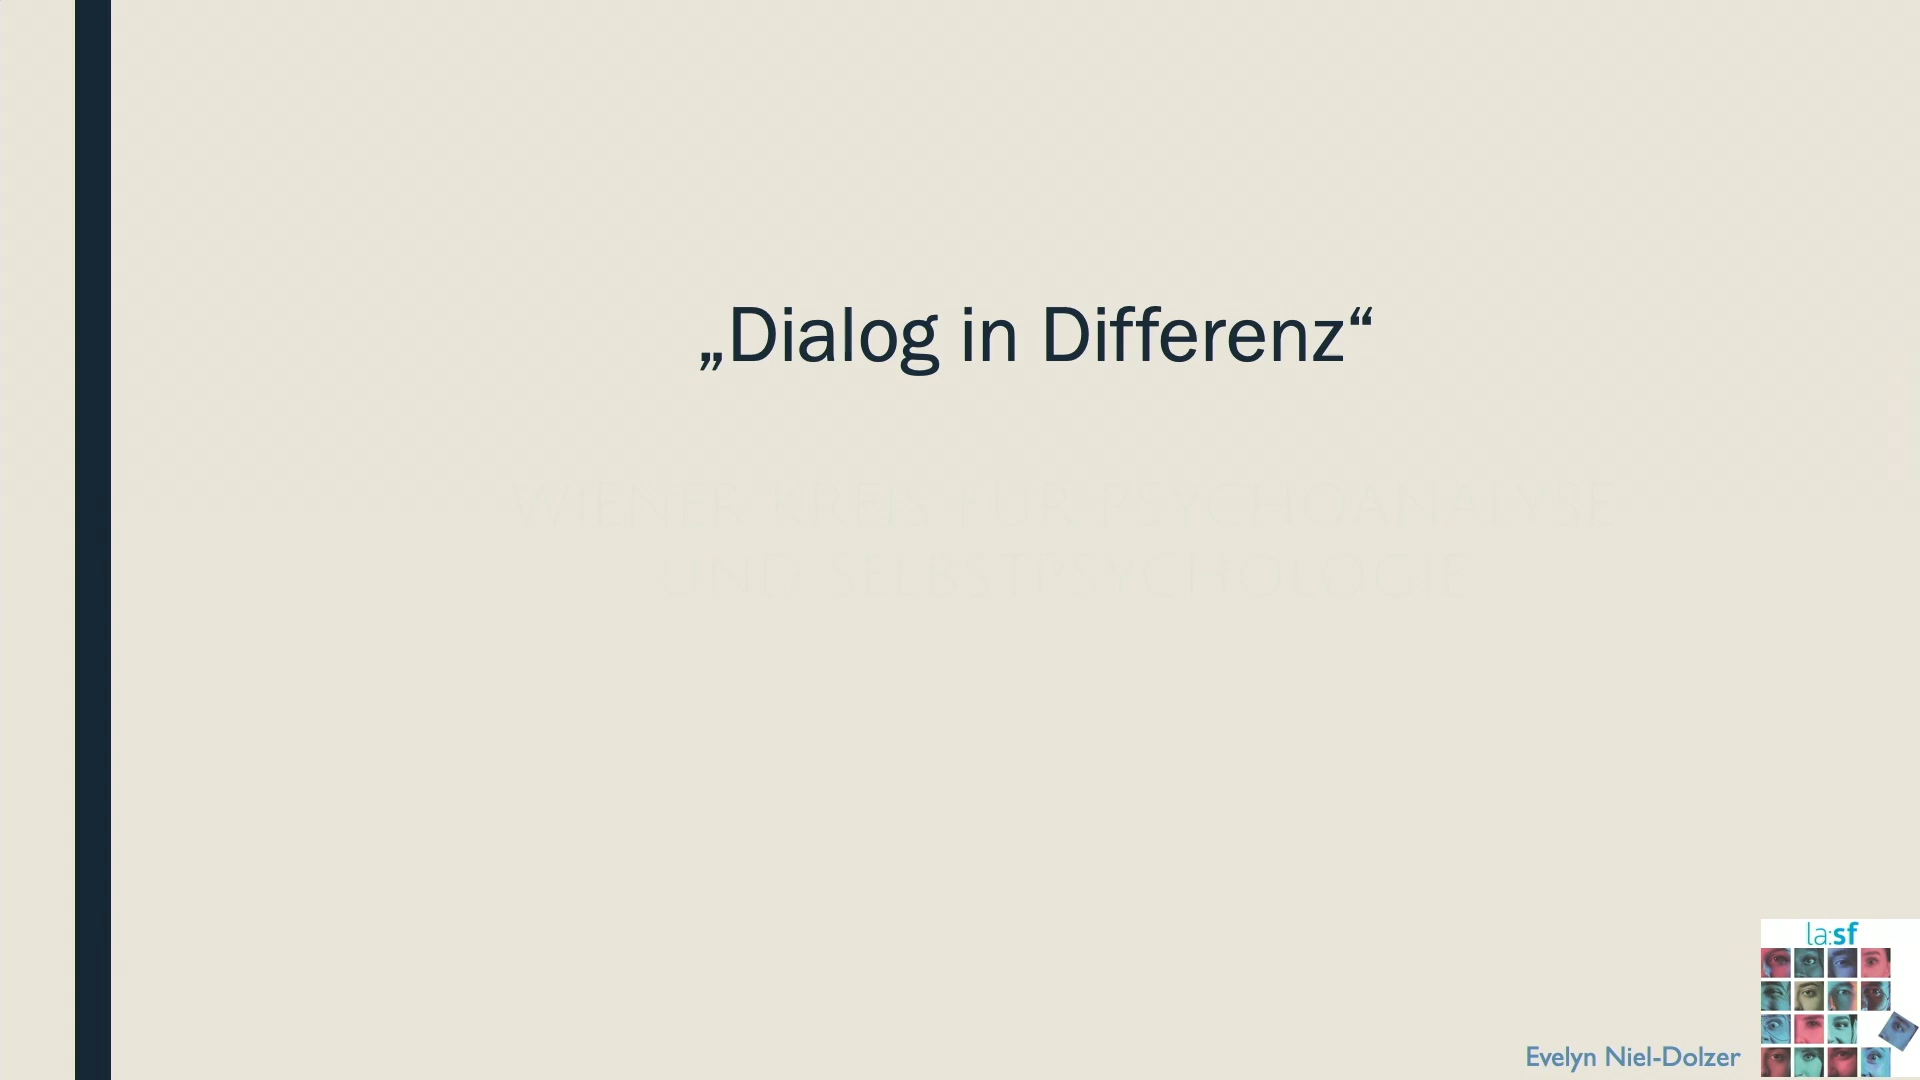 „Dialog in Differenz“
WIENER KREIS FÜR PSYCHOANALYSE
UND SELBSTPSYCHOLOGIE
la:sf
Evelyn Niel-Dolzer